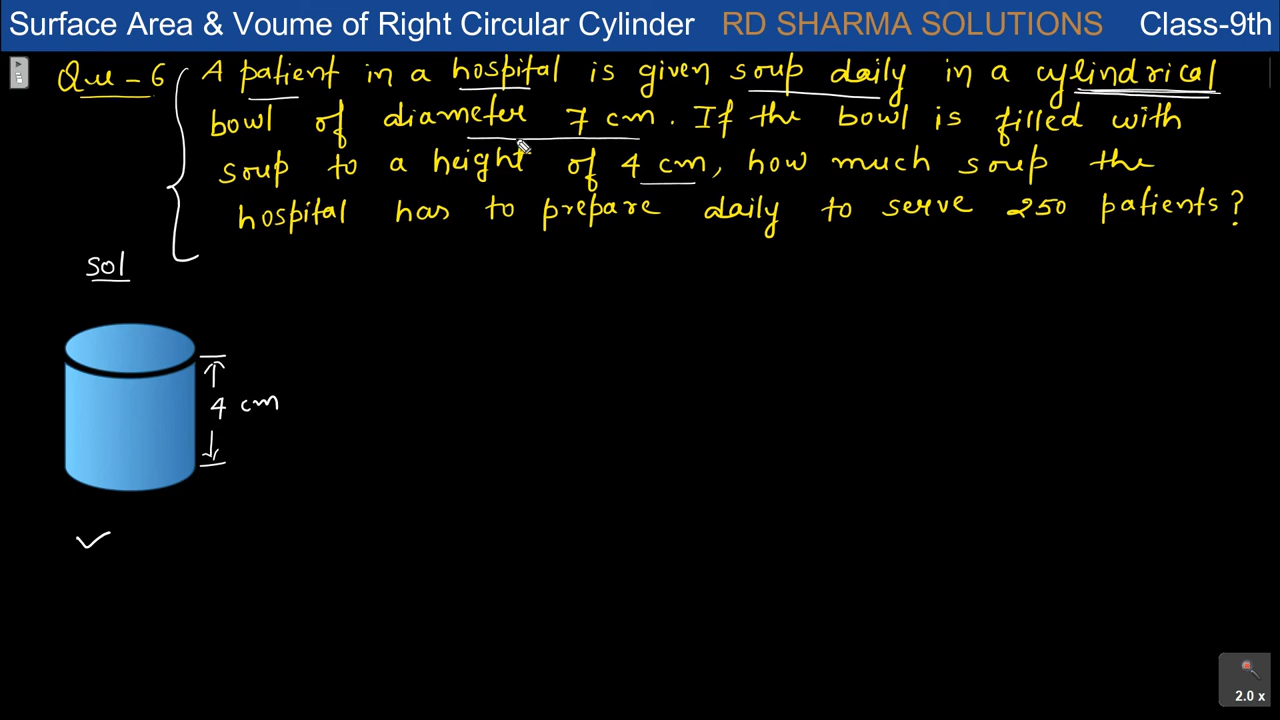 Surface Area & Voume of Right Circular Cylinder RD SHARMA SOLUTIONS Class-9th
Que - 6 A patient in a hospital is given soup daily in a cylindrical
bowl of diameter 7 cm. If the bowl is filled with
soup to a height of 4 cm, how much soup the
hospital has to prepare daily to serve 250 patients?
Sol
4 cm
2.0 x